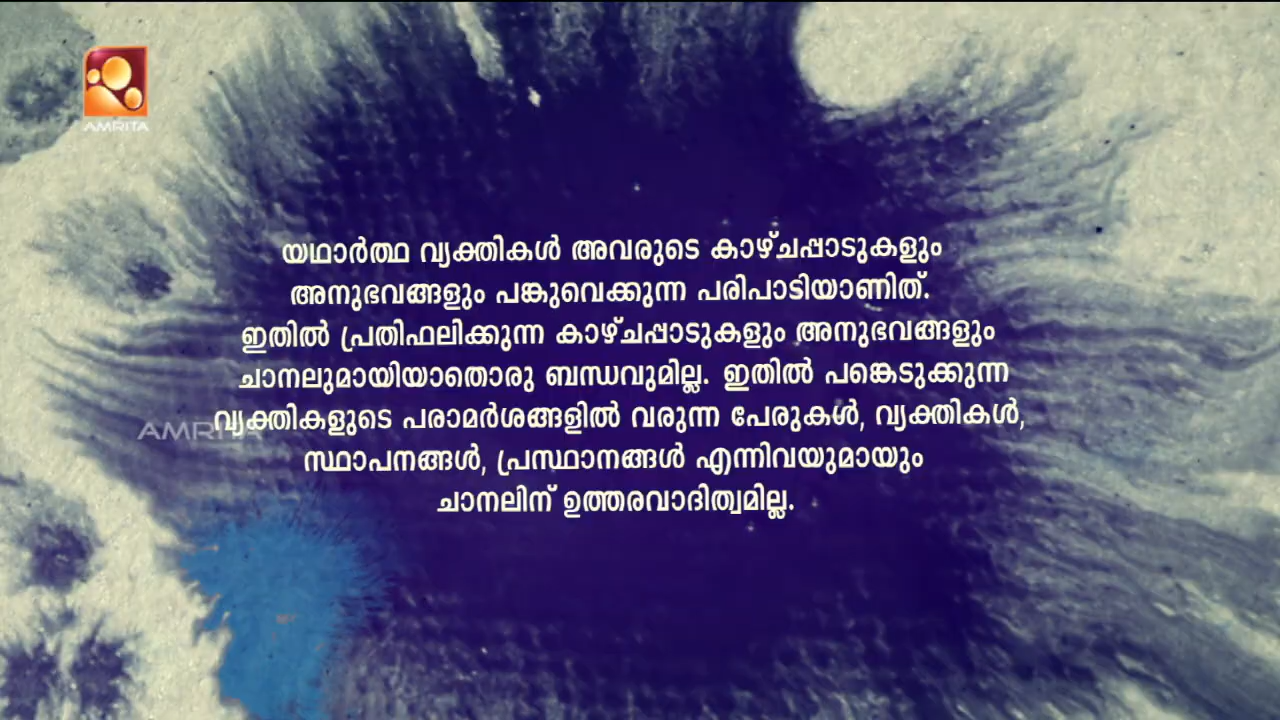 AMRITA
യഥാർത്ഥ വ്യക്തികൾ അവരുടെ കാഴ്ചപ്പാടുകളും
അനുഭവങ്ങളും പങ്കുവെക്കുന്ന പരിപാടിയാണിത്.
ഇതിൽ പ്രതിഫലിക്കുന്ന കാഴ്ചപ്പാടുകളും അനുഭവങ്ങളും
ചാനലുമായിയാതൊരു ബന്ധവുമില്ല. ഇതിൽ പങ്കെടുക്കുന്ന
വ്യക്തികളുടെ പരാമർശങ്ങളിൽ വരുന്ന പേരുകൾ, വ്യക്തികൾ,
AMRITA
സ്ഥാപനങ്ങൾ, പ്രസ്ഥാനങ്ങൾ എന്നിവയുമായും
ചാനലിന് ഉത്തരവാദിത്വമില്ല.